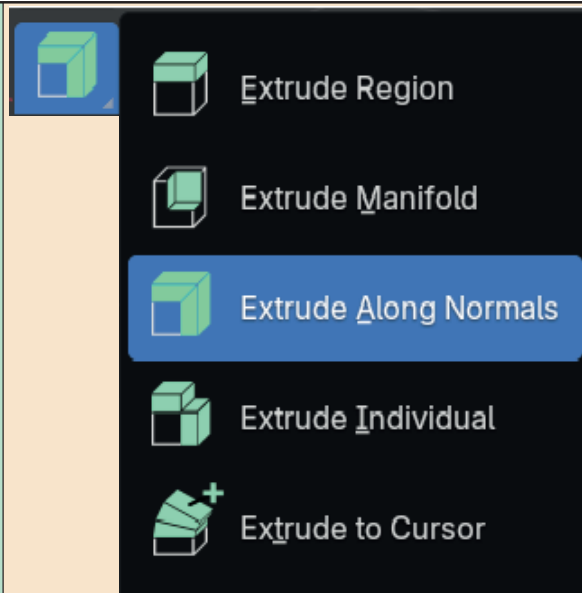 Extrude Region
Extrude Manifold
Extrude Along Normals
Extrude Individual
Extrude to Cursor